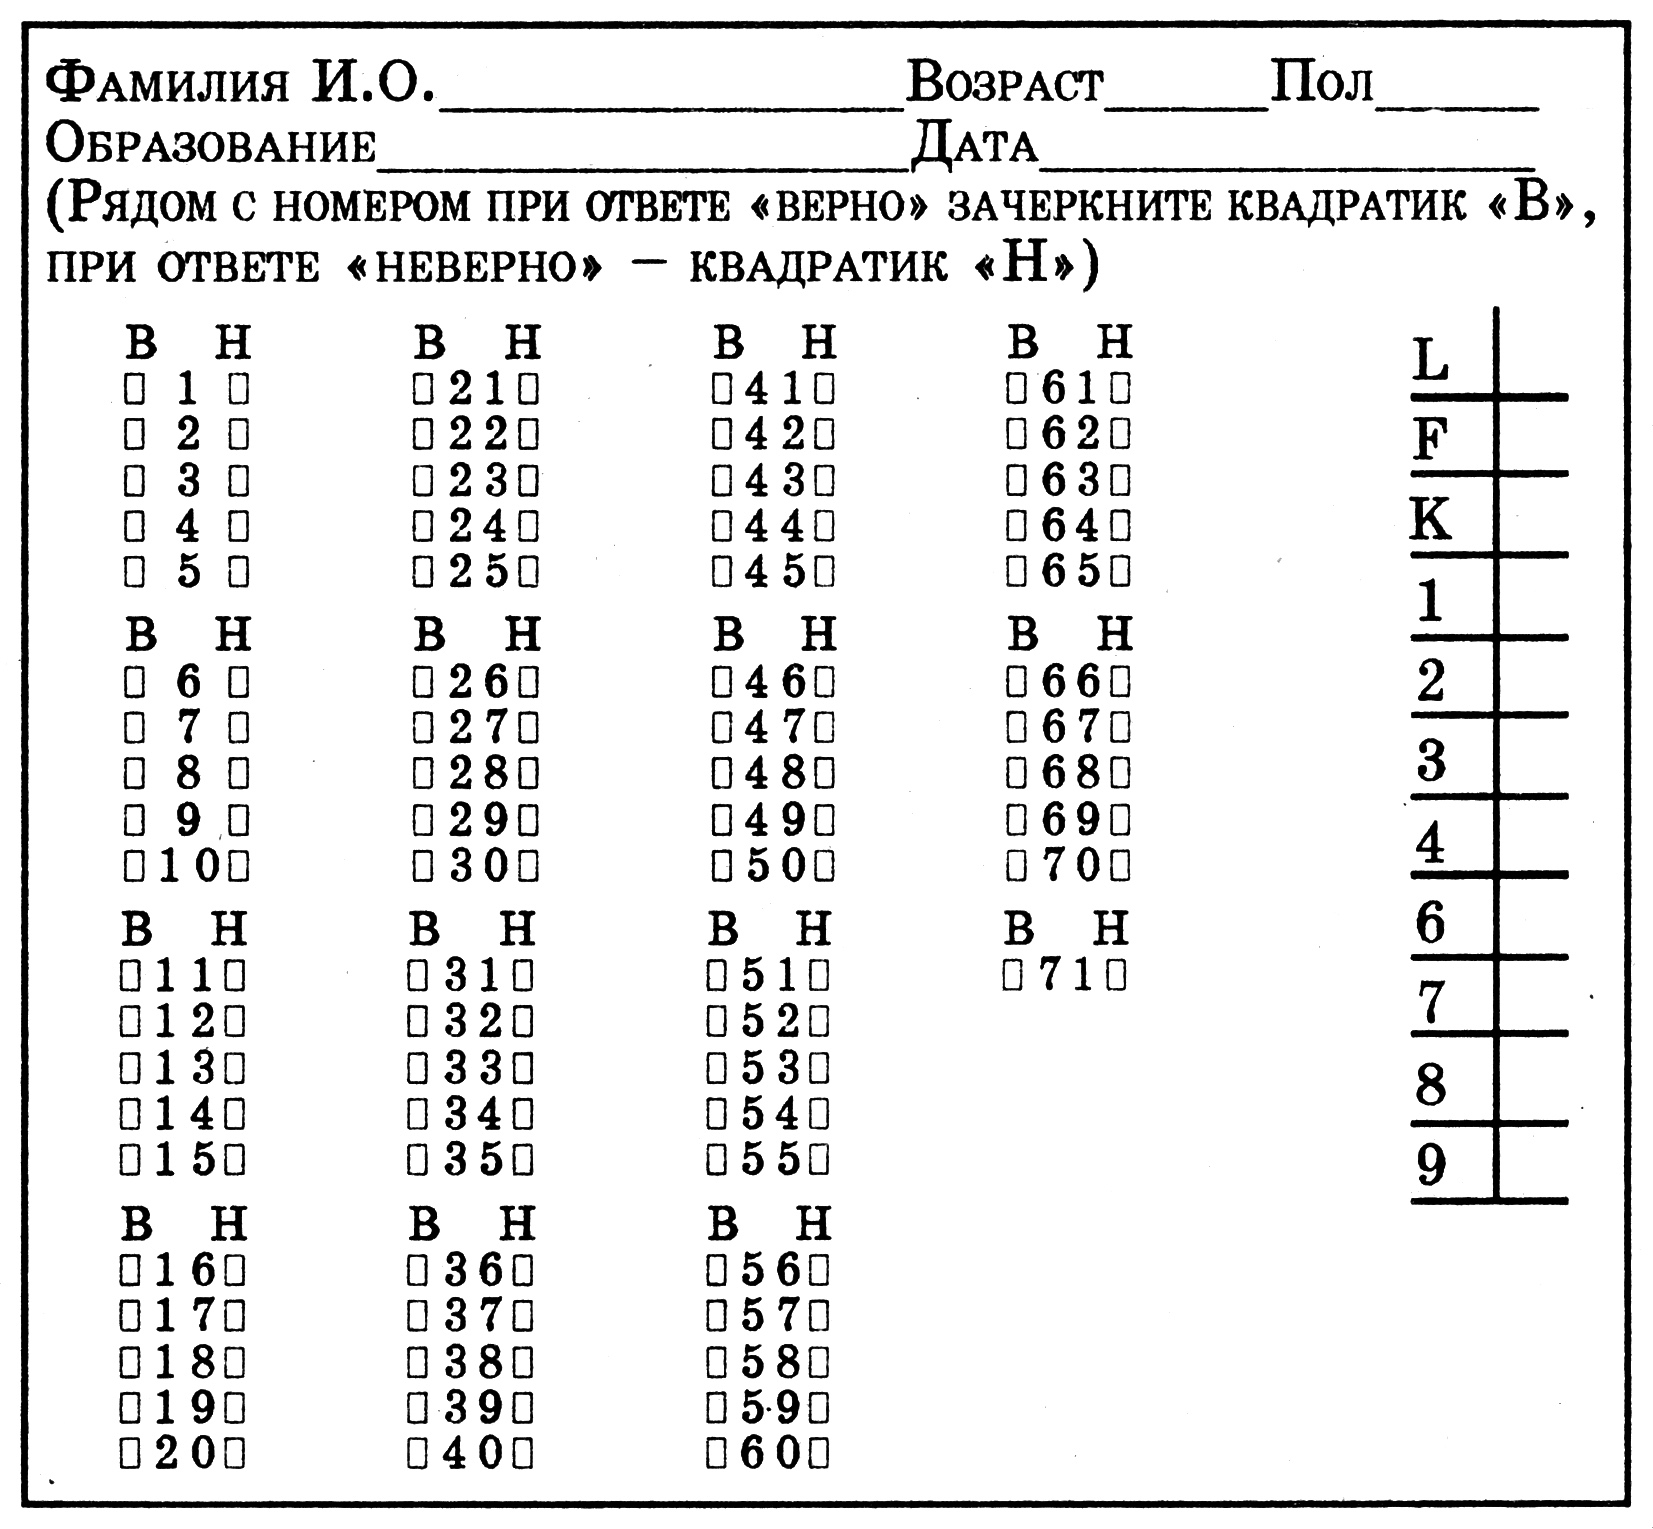 Фамилия И.О.________________Возраст______Пол______
Образование___________________Дата_________________
(Рядом с номером при ответе «верно» зачеркните квадратик «В»,
при ответе «неверно» — квадратик «Н»)
В Н В Н В Н В Н L
▯ 1 ▯ ▯ 21 ▯ ▯ 41 ▯ ▯ 61 ▯
▯ 2 ▯ ▯ 22 ▯ ▯ 42 ▯ ▯ 62 ▯ F
▯ 3 ▯ ▯ 23 ▯ ▯ 43 ▯ ▯ 63 ▯
▯ 4 ▯ ▯ 24 ▯ ▯ 44 ▯ ▯ 64 ▯ K
▯ 5 ▯ ▯ 25 ▯ ▯ 45 ▯ ▯ 65 ▯ 1
В Н В Н В Н В Н
▯ 6 ▯ ▯ 26 ▯ ▯ 46 ▯ ▯ 66 ▯ 2
▯ 7 ▯ ▯ 27 ▯ ▯ 47 ▯ ▯ 67 ▯
▯ 8 ▯ ▯ 28 ▯ ▯ 48 ▯ ▯ 68 ▯ 3
▯ 9 ▯ ▯ 29 ▯ ▯ 49 ▯ ▯ 69 ▯ 4
▯ 10 ▯ ▯ 30 ▯ ▯ 50 ▯ ▯ 70 ▯
В Н В Н В Н В Н 6
▯ 11 ▯ ▯ 31 ▯ ▯ 51 ▯ ▯ 71 ▯
▯ 12 ▯ ▯ 32 ▯ ▯ 52 ▯ 7
▯ 13 ▯ ▯ 33 ▯ ▯ 53 ▯ 8
▯ 14 ▯ ▯ 34 ▯ ▯ 54 ▯
▯ 15 ▯ ▯ 35 ▯ ▯ 55 ▯ 9
В Н В Н В Н
▯ 16 ▯ ▯ 36 ▯ ▯ 56 ▯
▯ 17 ▯ ▯ 37 ▯ ▯ 57 ▯
▯ 18 ▯ ▯ 38 ▯ ▯ 58 ▯
▯ 19 ▯ ▯ 39 ▯ ▯ 59 ▯
▯ 20 ▯ ▯ 40 ▯ ▯ 60 ▯